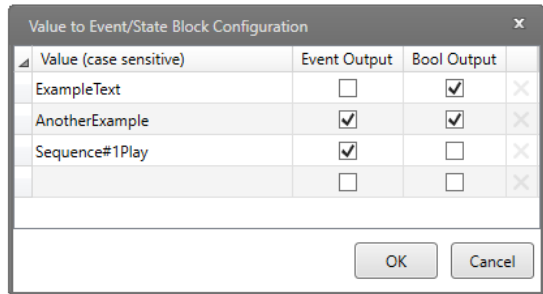 Value to Event/State Block Configuration x
Value (case sensitive) Event Output Bool Output
ExampleText
AnotherExample
Sequence#1Play
OK Cancel